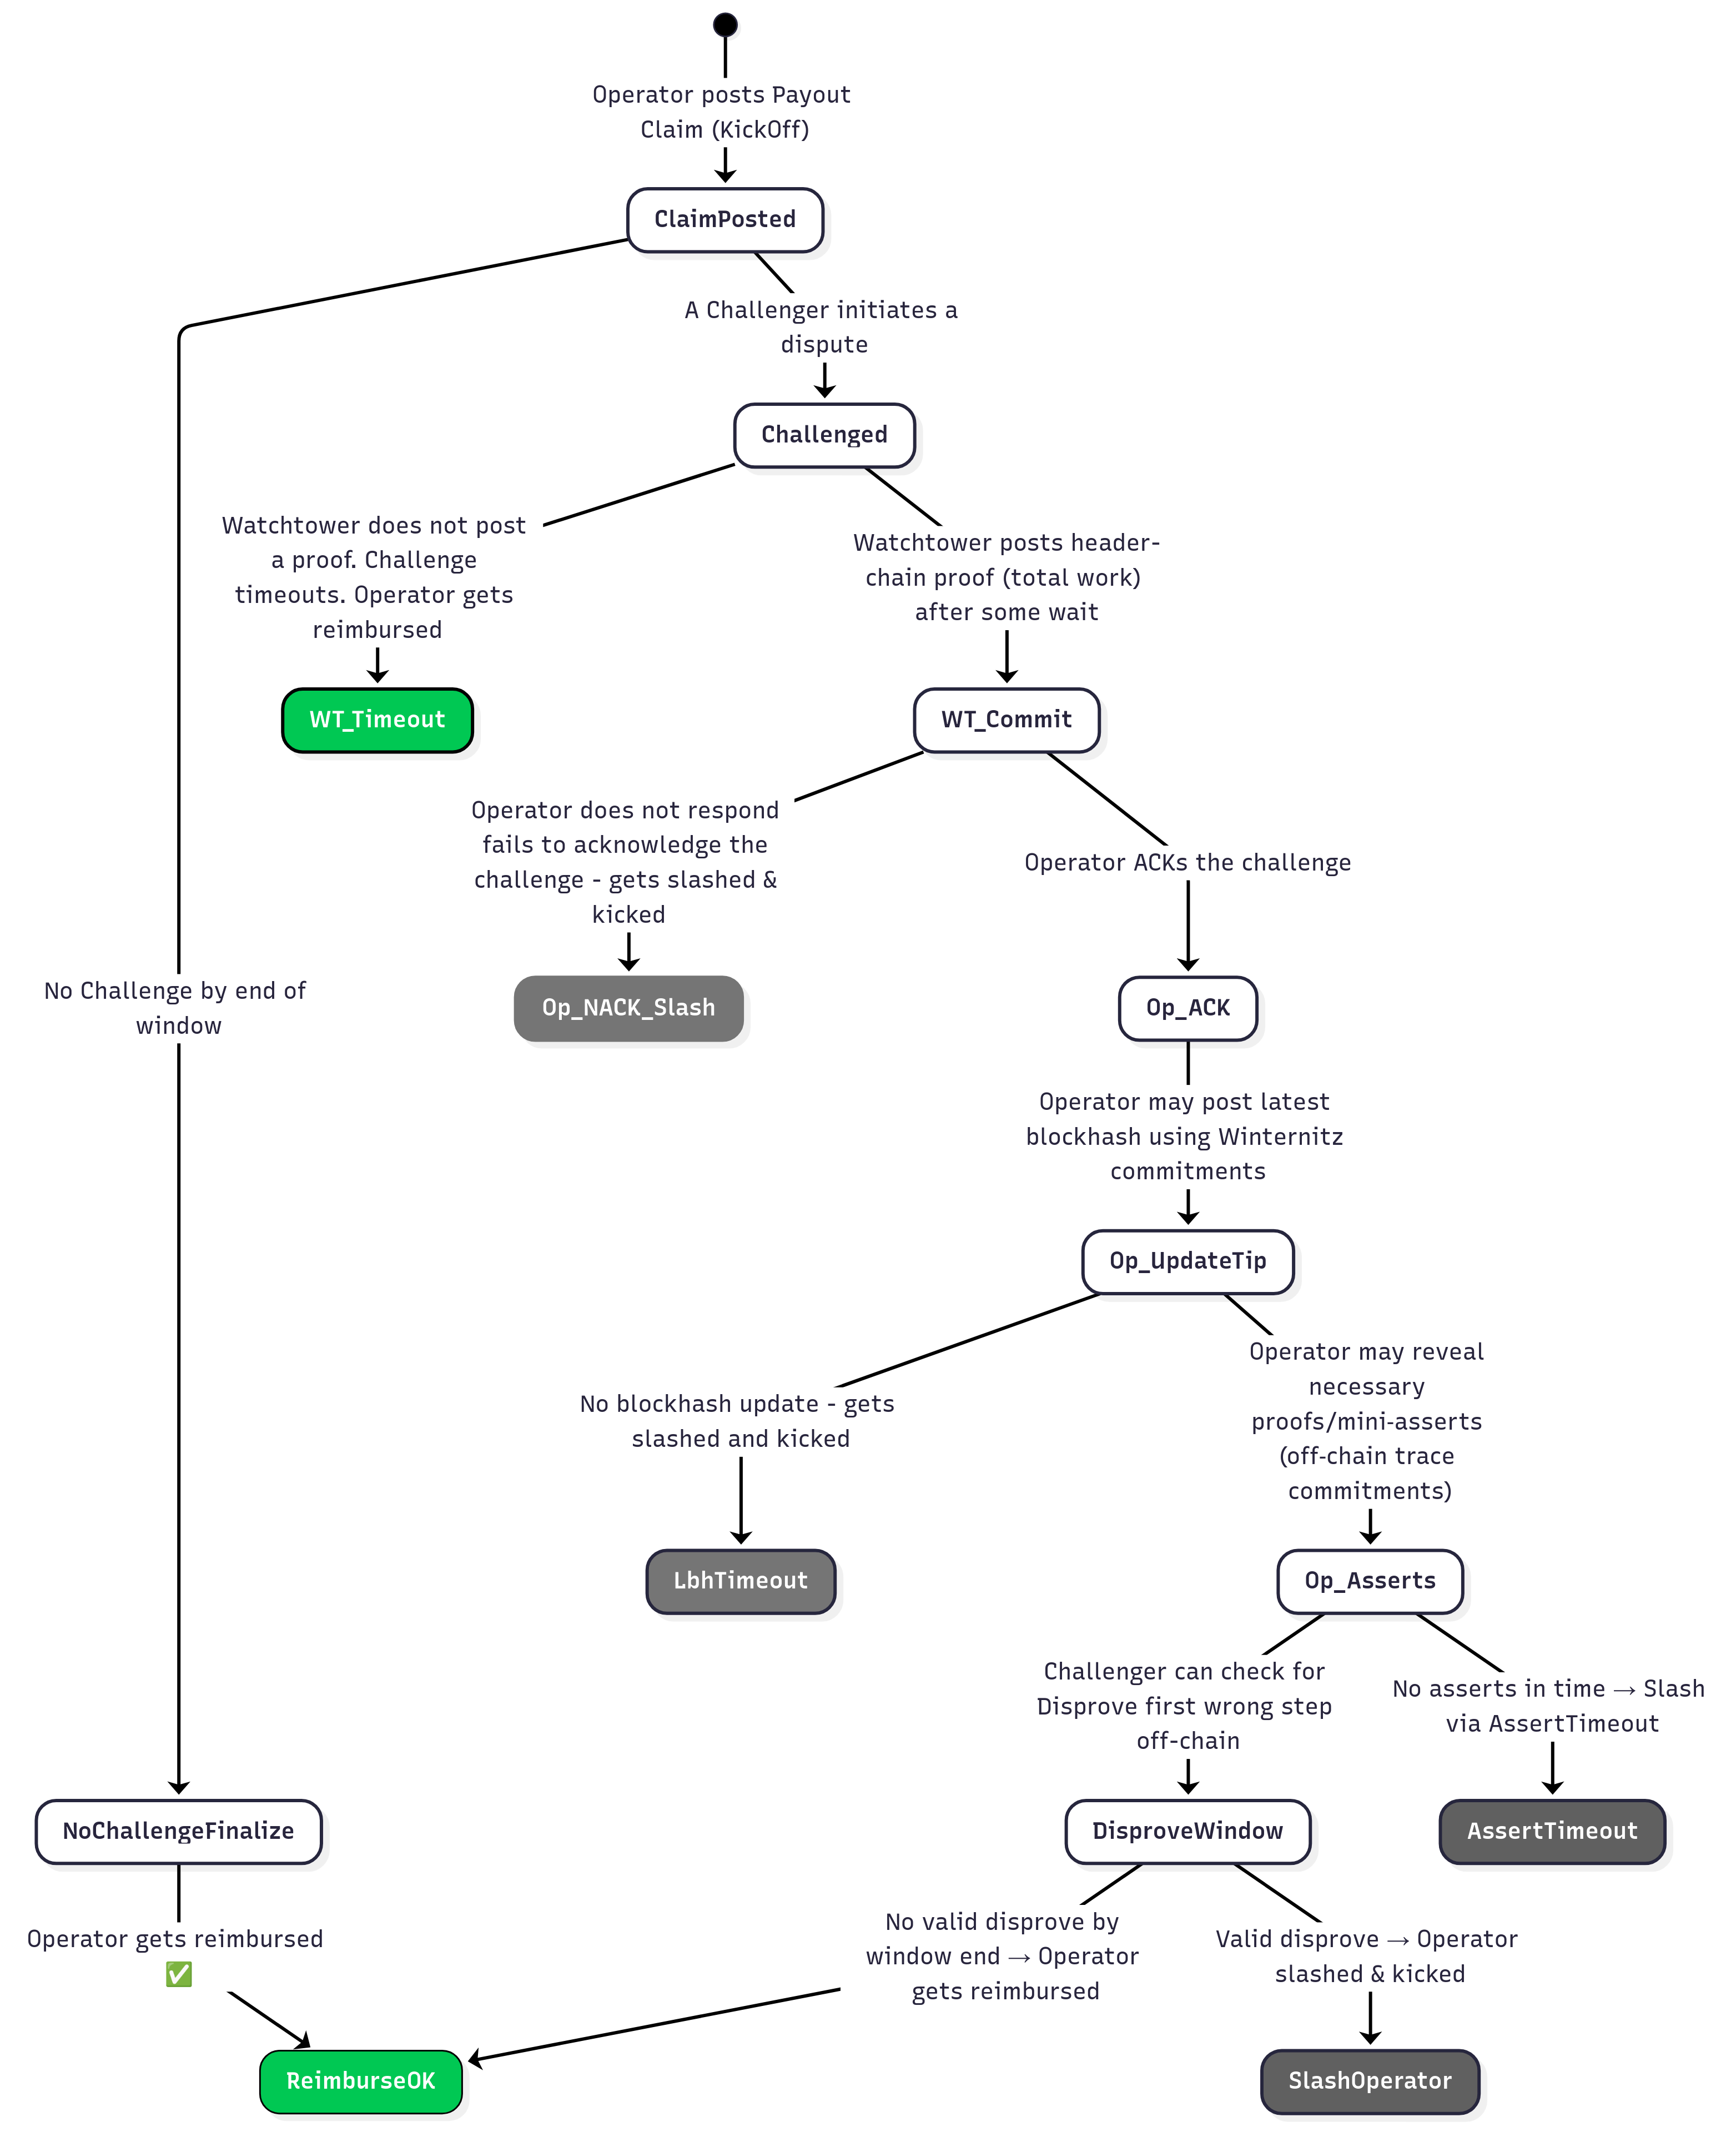 Operator posts Payout
Claim (KickOff)
ClaimPosted
A Challenger initiates a
dispute
Challenged
Watchtower does not post
a proof. Challenge
timeouts. Operator gets
reimbursed
Watchtower posts header-
chain proof (total work)
after some wait
WT_Timeout
WT_Commit
Operator does not respond
fails to acknowledge the
challenge - gets slashed &
kicked
Operator ACKs the challenge
No Challenge by end of
window
Op_NACK_Slash
Op_ACK
Operator may post latest
blockhash using Winternitz
commitments
Op_UpdateTip
No blockhash update - gets
slashed and kicked
Operator may reveal
necessary
proofs/mini-asserts
(off-chain trace
commitments)
LbhTimeout
Op_Asserts
Challenger can check for
Disprove first wrong step
off-chain
No asserts in time → Slash
via AssertTimeout
NoChallengeFinalize
DisproveWindow
AssertTimeout
Operator gets reimbursed
✅
No valid disprove by
window end → Operator
gets reimbursed
Valid disprove → Operator
slashed & kicked
ReimburseOK
SlashOperator